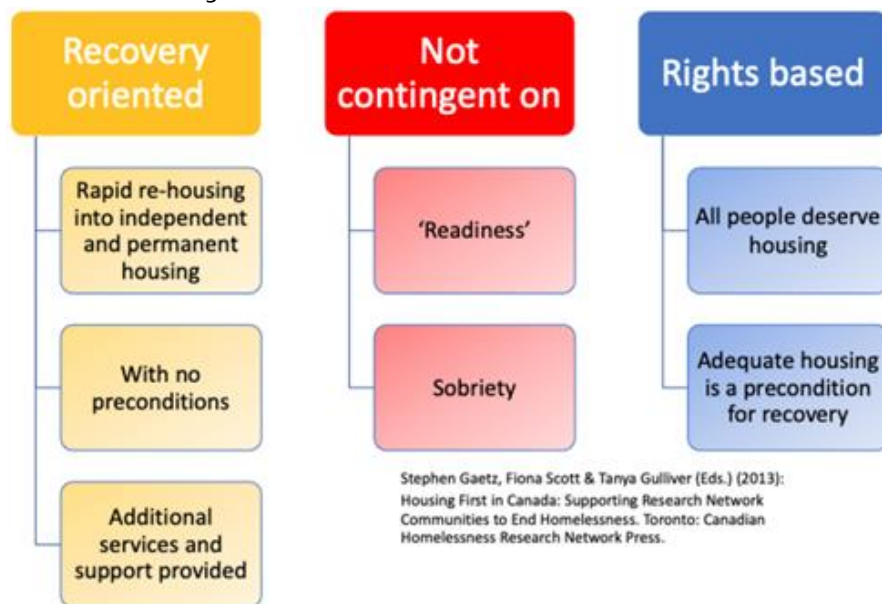 Recovery
oriented
Rapid re-housing
into independent
and permanent
housing
With no
preconditions
Additional
services and
support provided
Not
contingent on
‘Readiness’
Sobriety
Rights based
All people deserve
housing
Adequate housing
is a precondition
for recovery
Stephen Gaetz, Fiona Scott & Tanya Gulliver (Eds.) (2013):
Housing First in Canada: Supporting Research Network
Communities to End Homelessness. Toronto: Canadian
Homelessness Research Network Press.